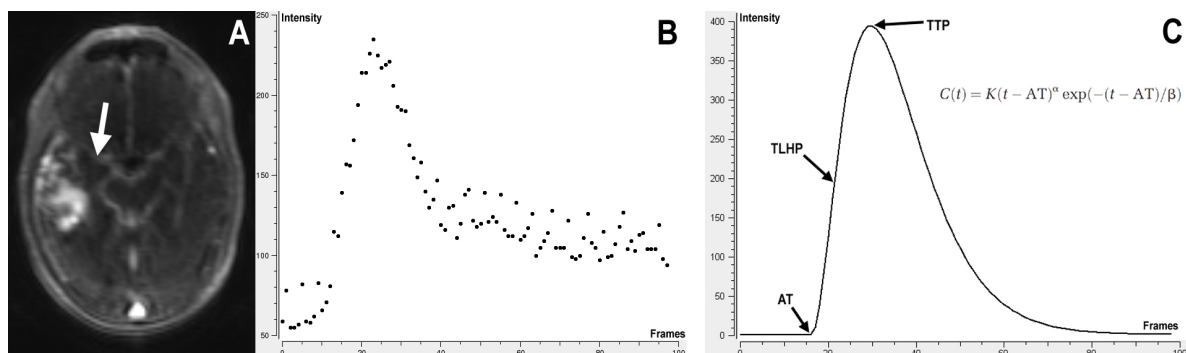 A
Intensity
B
250
200
150
100
50
0
20
40
60
80
100
Frames
Intensity
C
400
350
300
250
200
150
100
50
0
TTP
C(t) = K(t − AT)^α exp(−(t − AT)/β)
TLHP
AT
0
20
40
60
80
100
Frames